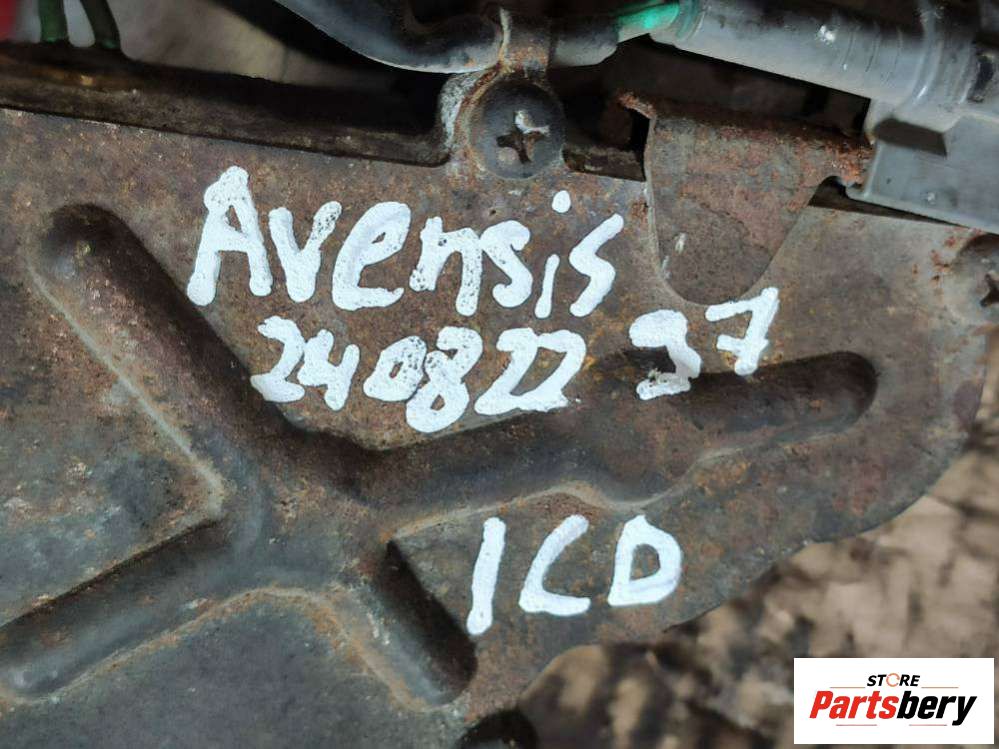 Avensis
240822 37
1CD
STORE
Partsbery